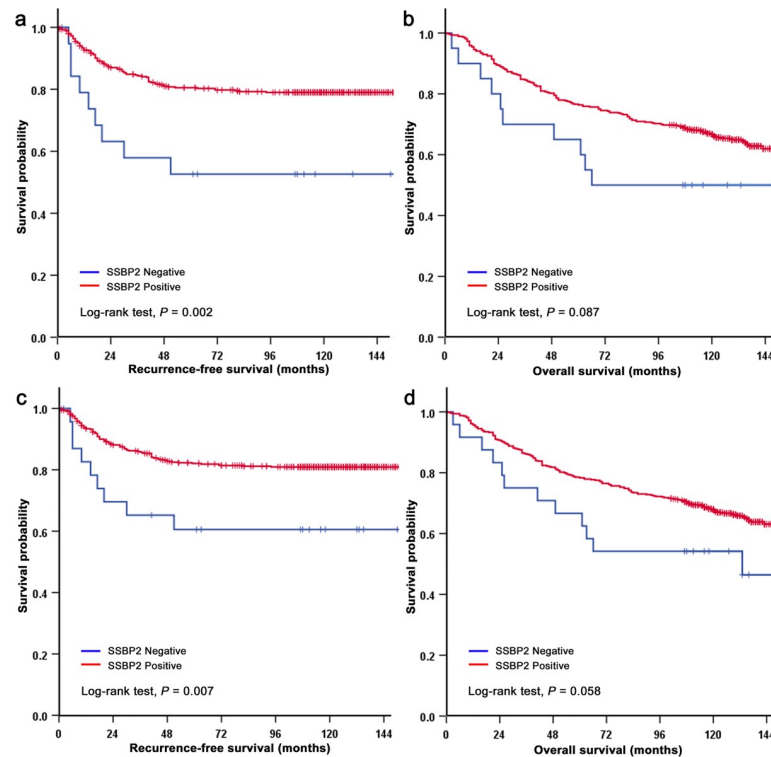 a
Survival probability
1.0
0.8
0.6
0.4
0.2
0.0
SSBP2 Negative
SSBP2 Positive
Log-rank test, P = 0.002
0 24 48 72 96 120 144
Recurrence-free survival (months)
b
Survival probability
1.0
0.8
0.6
0.4
0.2
0.0
SSBP2 Negative
SSBP2 Positive
Log-rank test, P = 0.087
0 24 48 72 96 120 144
Overall survival (months)
c
Survival probability
1.0
0.8
0.6
0.4
0.2
0.0
SSBP2 Negative
SSBP2 Positive
Log-rank test, P = 0.007
0 24 48 72 96 120 144
Recurrence-free survival (months)
d
Survival probability
1.0
0.8
0.6
0.4
0.2
0.0
SSBP2 Negative
SSBP2 Positive
Log-rank test, P = 0.058
0 24 48 72 96 120 144
Overall survival (months)